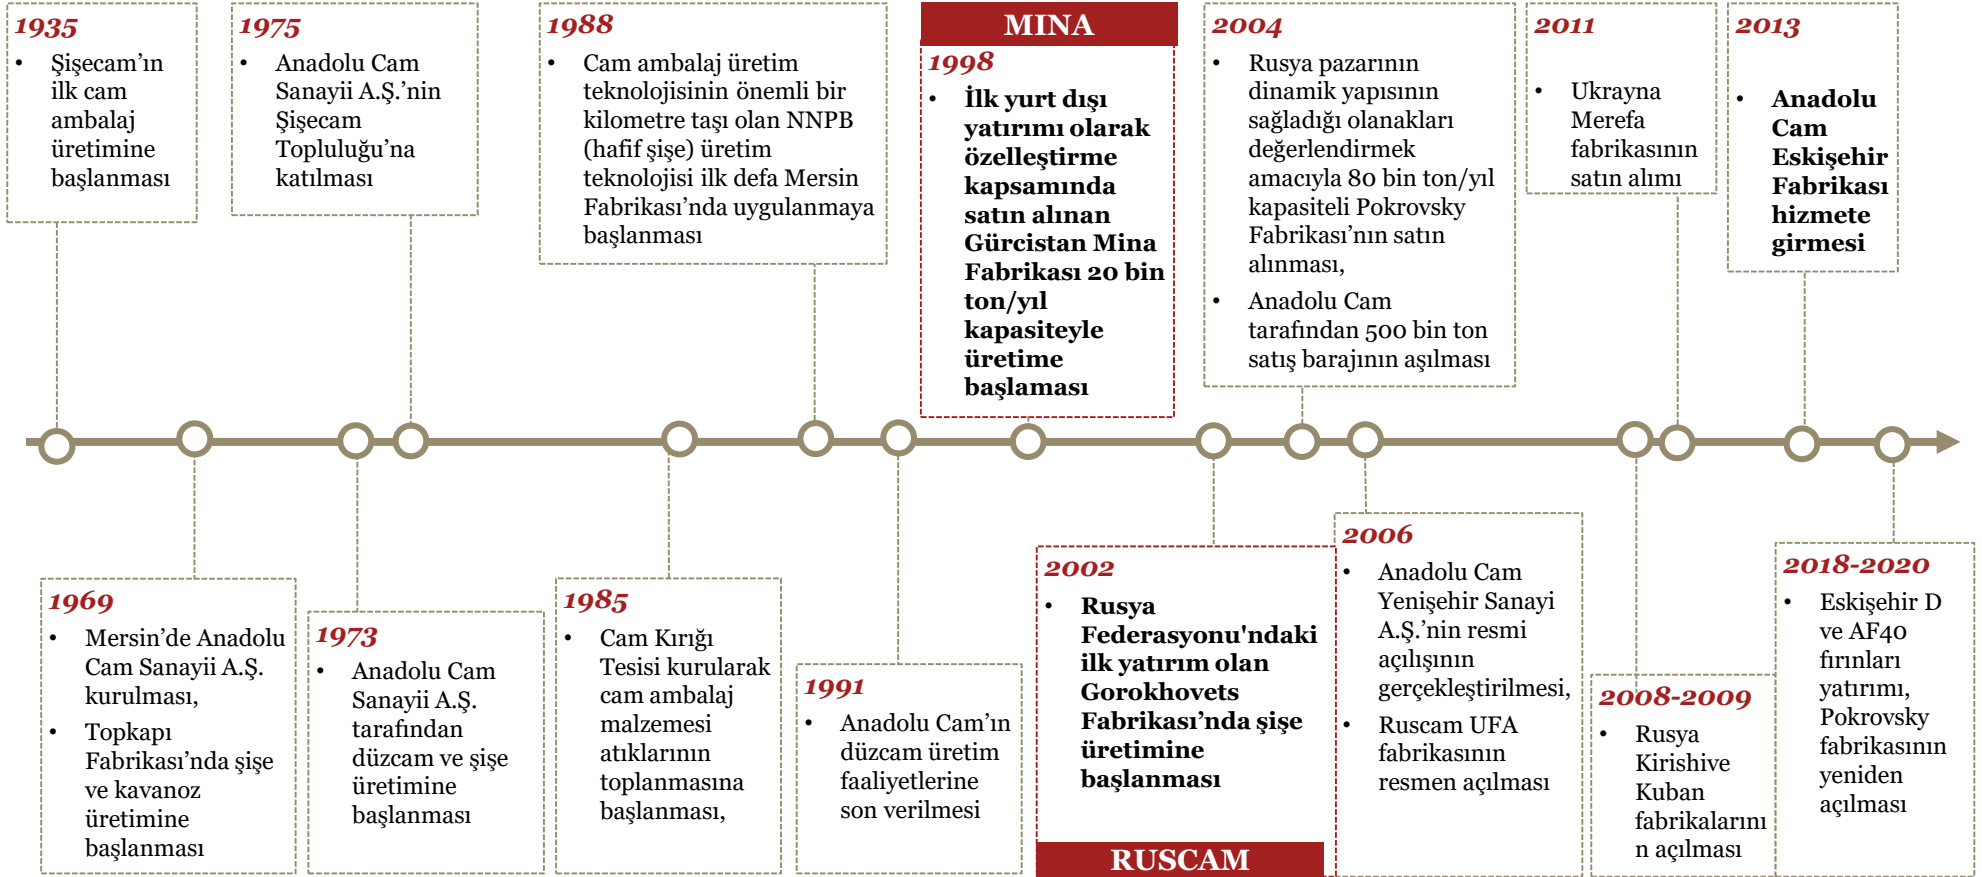 1935
• Şişecam’ın
ilk cam
ambalaj
üretimine
başlanması
1975
• Anadolu Cam
Sanayii A.Ş.’nin
Şişecam
Topluluğu’na
katılması
1988
• Cam ambalaj üretim
teknolojisinin önemli bir
kilometre taşı olan NNPB
(hafif şişe) üretim
teknolojisi ilk defa Mersin
Fabrikası’nda uygulanmaya
başlanması
MINA
1998
• İlk yurt dışı
yatırımı olarak
özelleştirme
kapsamında
satın alınan
Gürcistan Mina
Fabrikası 20 bin
ton/yıl
kapasiteyle
üretime
başlaması
2004
• Rusya pazarının
dinamik yapısının
sağladığı olanakları
değerlendirmek
amacıyla 80 bin ton/yıl
kapasiteli Pokrovsky
Fabrikası’nın satın
alınması,
• Anadolu Cam
tarafından 500 bin ton
satış barajının aşılması
2011
• Ukrayna
Merefa
fabrikasının
satın alımı
2013
• Anadolu
Cam
Eskişehir
Fabrikası
hizmete
girmesi
1969
• Mersin’de Anadolu
Cam Sanayii A.Ş.
kurulması,
• Topkapı
Fabrikası’nda şişe
ve kavanoz
üretimine
başlanması
1973
• Anadolu Cam
Sanayii A.Ş.
tarafından
düzcam ve şişe
üretimine
başlanması
1985
• Cam Kırığı
Tesisi kurularak
cam ambalaj
malzemesi
atıklarının
toplanmasına
başlanması,
1991
• Anadolu Cam’ın
düzcam üretim
faaliyetlerine
son verilmesi
2002
• Rusya
Federasyonu'ndaki
ilk yatırım olan
Gorokhovets
Fabrikası’nda şişe
üretimine
başlanması
RUSCAM
2006
• Anadolu Cam
Yenişehir Sanayi
A.Ş.’nin resmi
açılışının
gerçekleştirilmesi,
• Ruscam UFA
fabrikasının
resmen açılması
2008-2009
• Rusya
Kirishive
Kuban
fabrikalarını
n açılması
2018-2020
• Eskişehir D
ve AF40
fırınları
yatırımı,
Pokrovsky
fabrikasının
yeniden
açılması